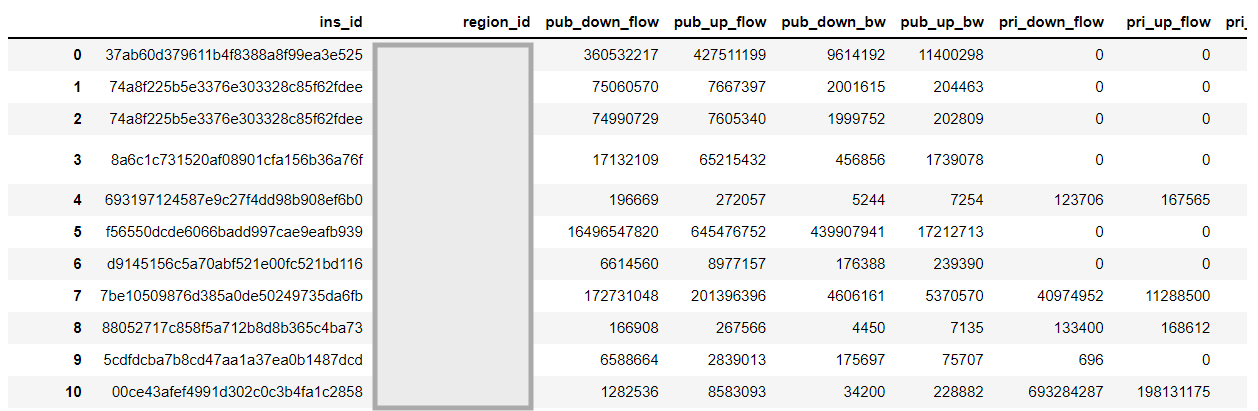 ins_id region_id pub_down_flow pub_up_flow pub_down_bw pub_up_bw pri_down_flow pri_up_flow pri_
0 37ab60d379611b4f8388a8f99ea3e525 360532217 427511199 9614192 11400298 0 0
1 74a8f225b5e3376e303328c85f62fdee 75060570 7667397 2001615 204463 0 0
2 74a8f225b5e3376e303328c85f62fdee 74990729 7605340 1999752 202809 0 0
3 8a6c1c731520af08901cfa156b36a76f 17132109 65215432 456856 1739078 0 0
4 693197124587e9c27f4dd98b908ef6b0 196669 272057 5244 7254 123706 167565
5 f56550dcde6066badd997cae9eafb939 16496547820 645476752 439907941 17212713 0 0
6 d9145156c5a70abf521e00fc521bd116 6614560 8977157 176388 239390 0 0
7 7be10509876d385a0de50249735da6fb 172731048 201396396 4606161 5370570 40974952 11288500
8 88052717c858f5a712b8d8b365c4ba73 166908 267566 4450 7135 133400 168612
9 5cdfdcba7b8cd47aa1a37ea0b1487dcd 6588664 2839013 175697 75707 696 0
10 00ce43afef4991d302c0c3b4fa1c2858 1282536 8583093 34200 228882 693284287 198131175